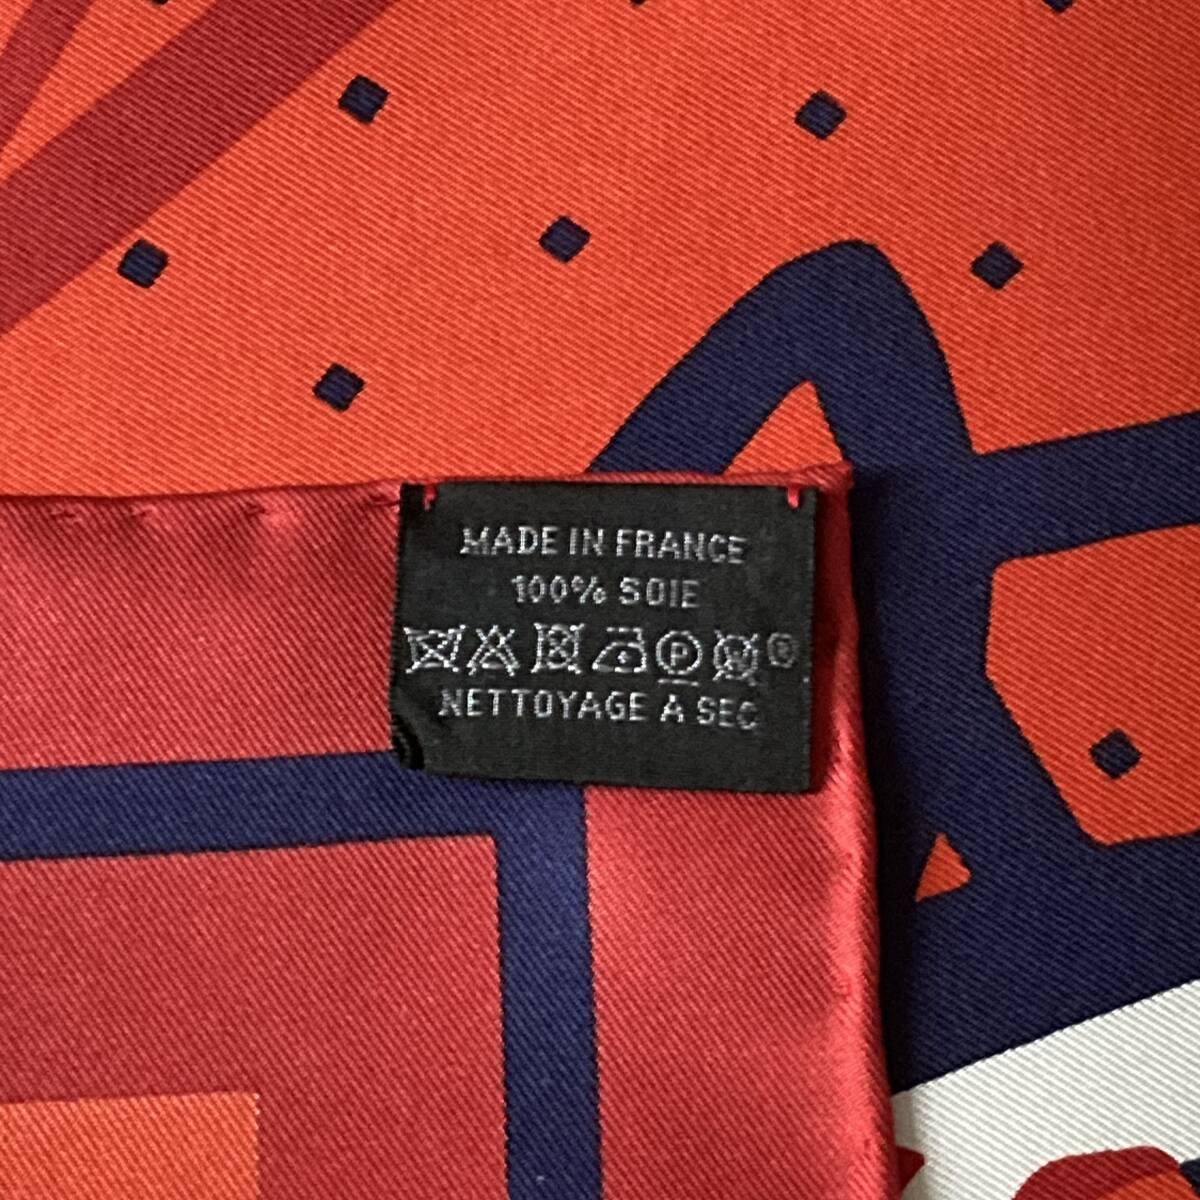 MADE IN FRANCE
100% SOIE
P W ®
NETTOYAGE A SEC